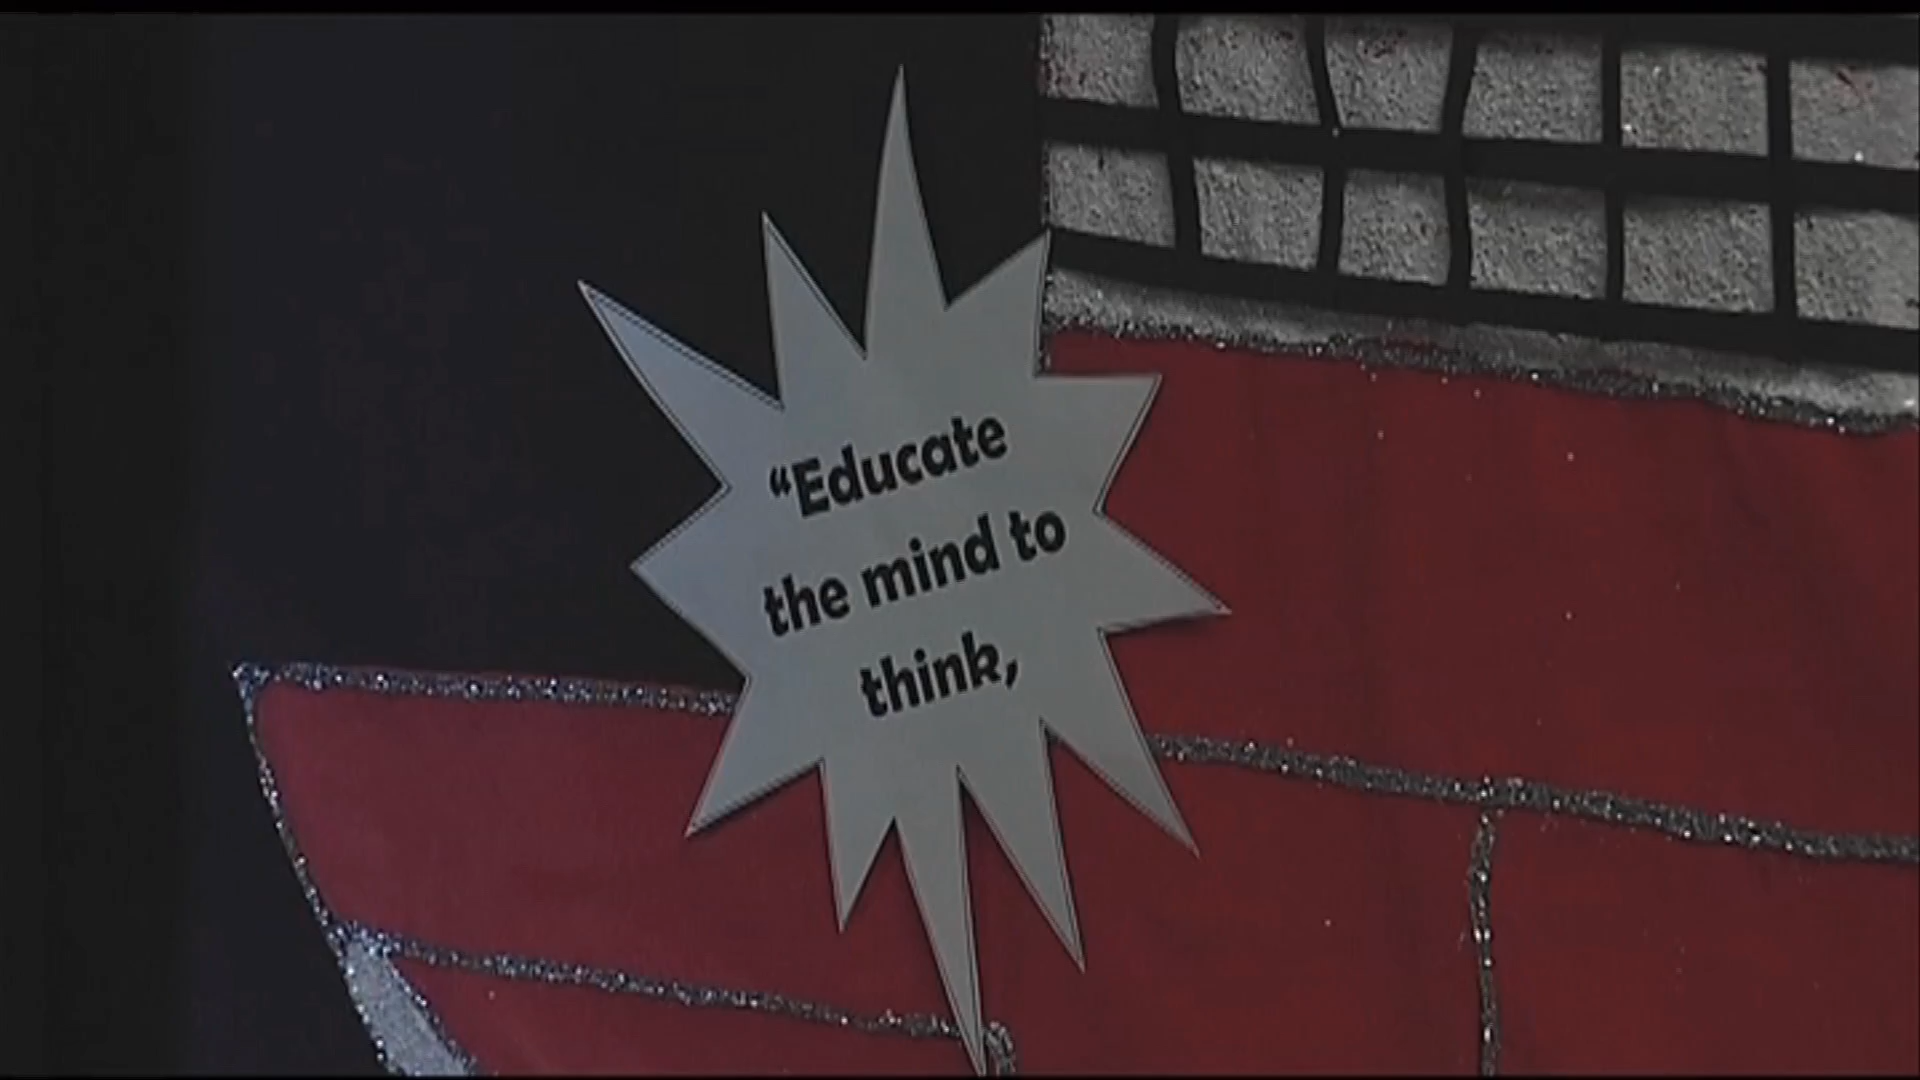 “Educate
the mind to
think,